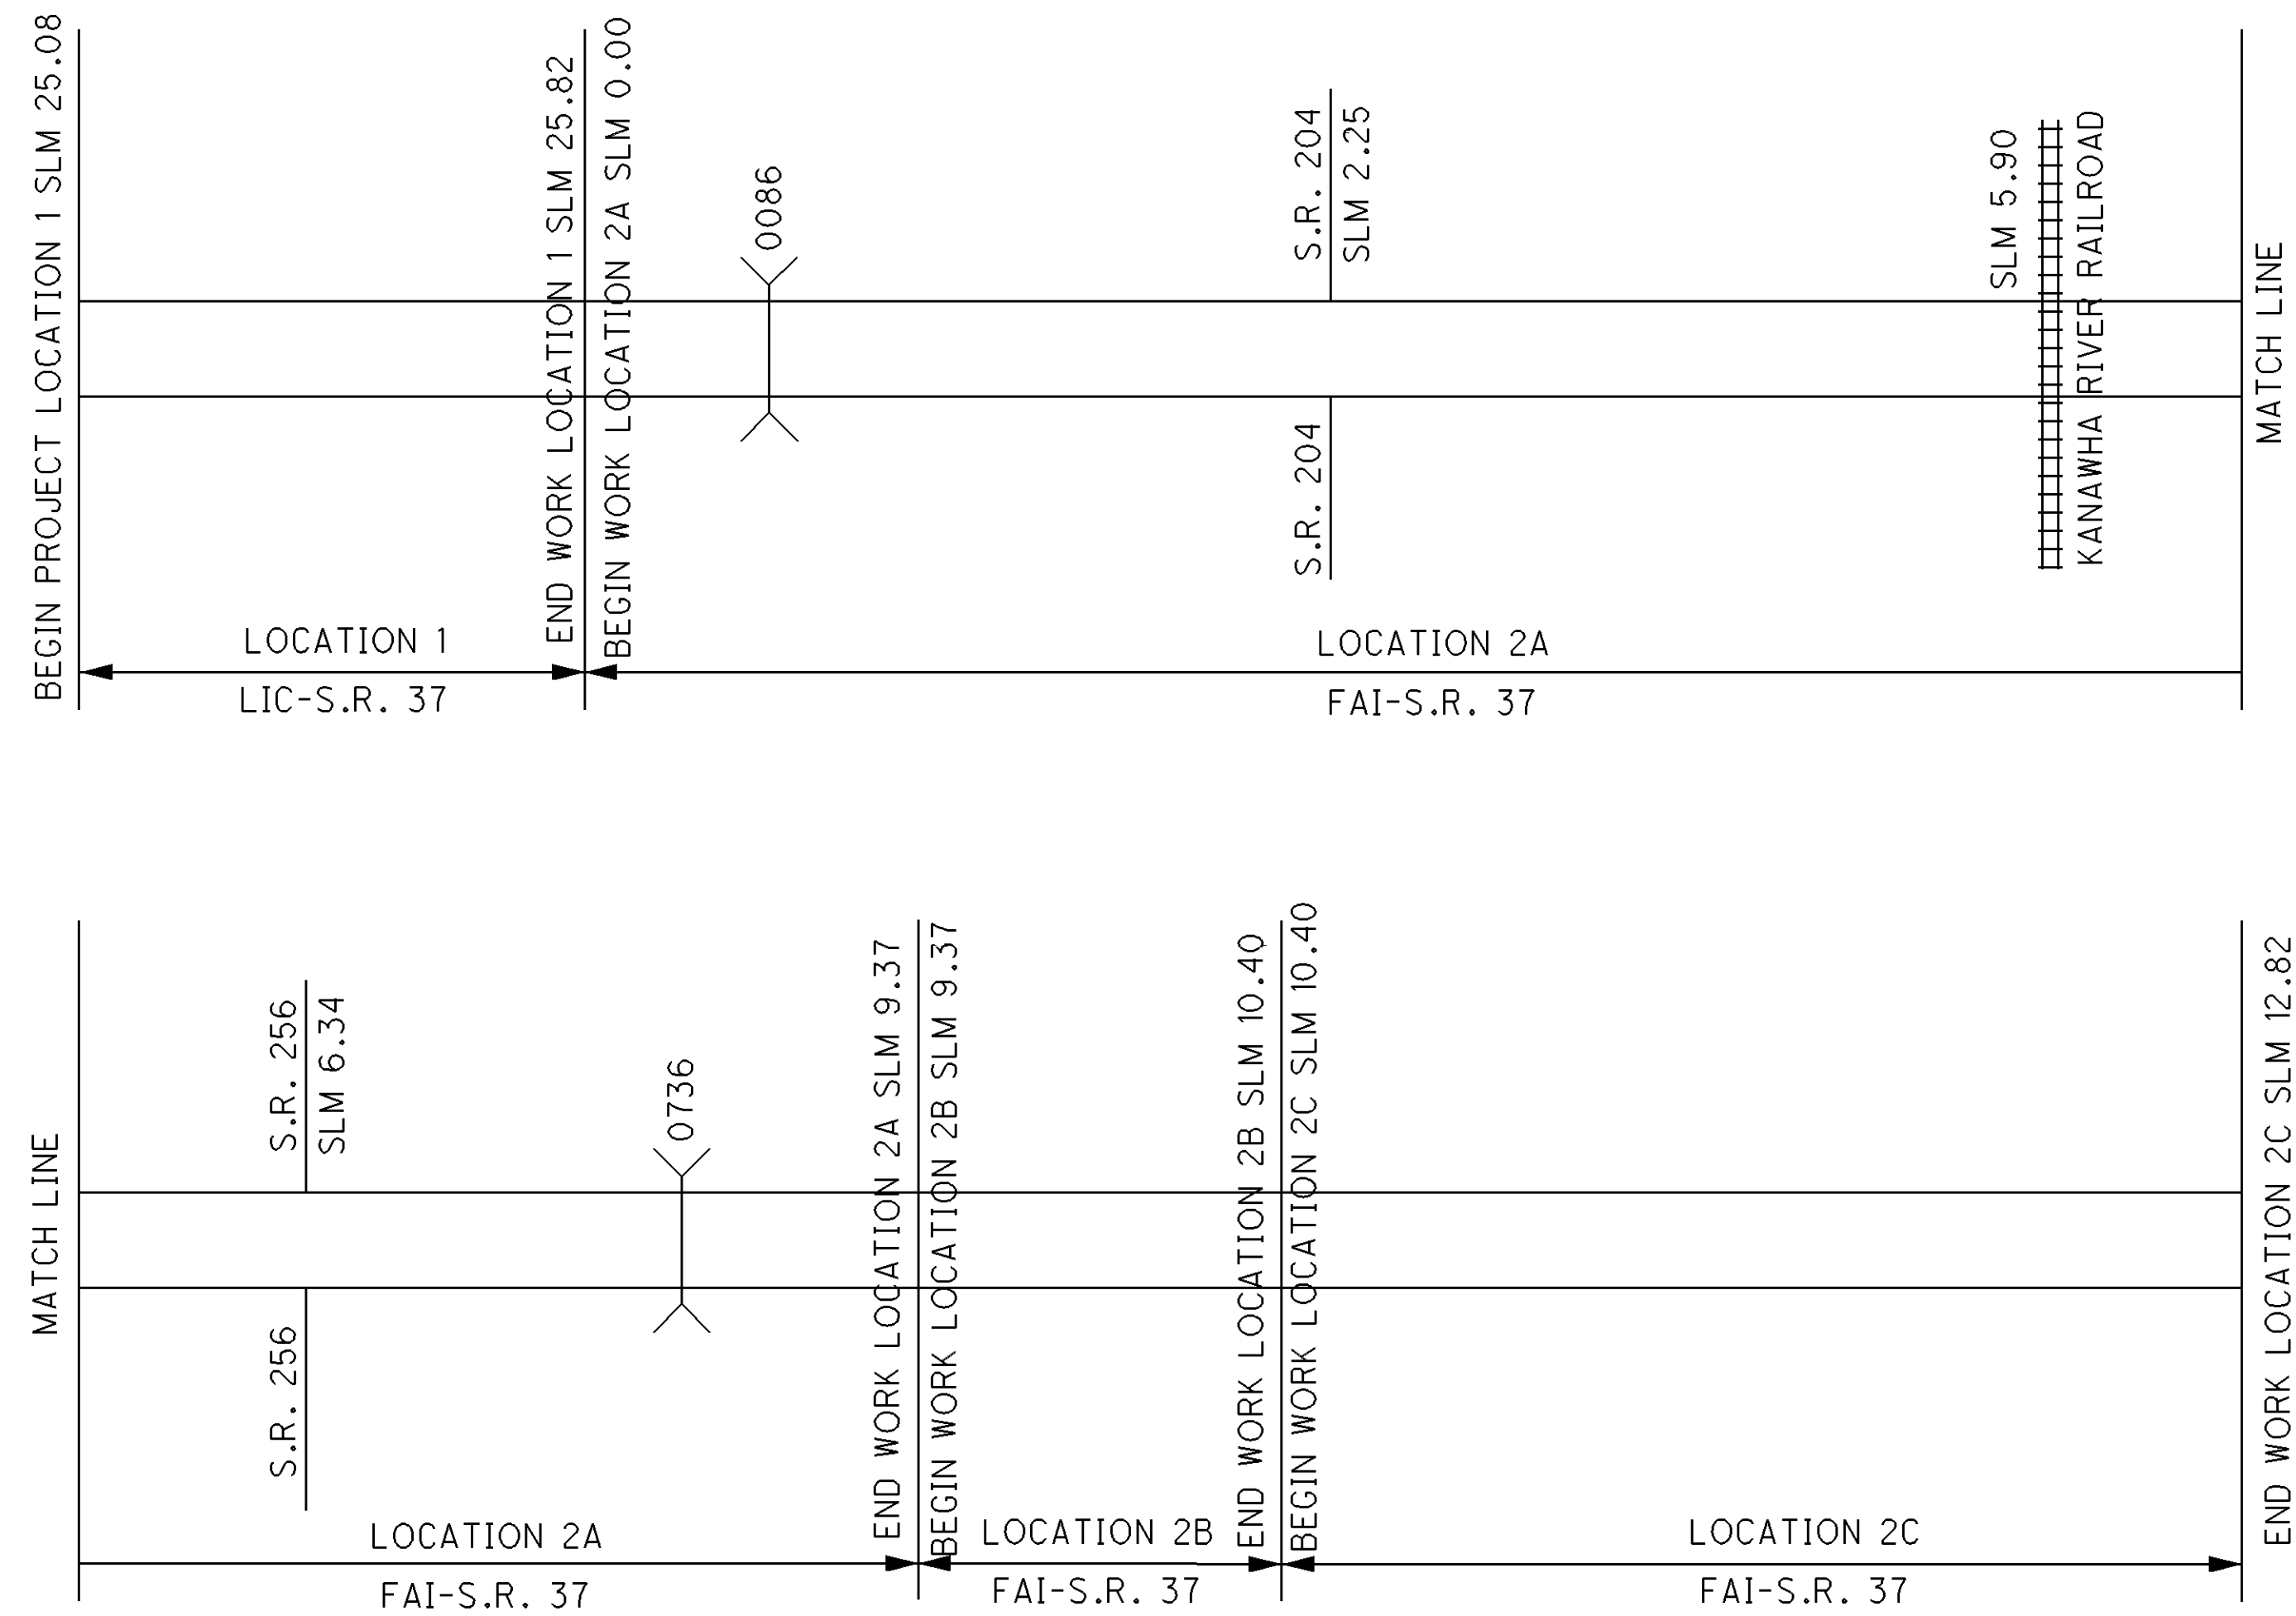 BEGIN PROJECT LOCATION 1 SLM 25.08
END WORK LOCATION 1 SLM 25.82
BEGIN WORK LOCATION 2A SLM 0.00
0086
S.R. 204
SLM 2.25
S.R. 204
SLM 5.90
KANAWHA RIVER RAILROAD
MATCH LINE
LOCATION 1
LIC-S.R. 37
LOCATION 2A
FAI-S.R. 37
MATCH LINE
S.R. 256
SLM 6.34
S.R. 256
0736
END WORK LOCATION 2A SLM 9.37
BEGIN WORK LOCATION 2B SLM 9.37
END WORK LOCATION 2B SLM 10.40
BEGIN WORK LOCATION 2C SLM 10.40
END WORK LOCATION 2C SLM 12.82
LOCATION 2A
FAI-S.R. 37
LOCATION 2B
FAI-S.R. 37
LOCATION 2C
FAI-S.R. 37